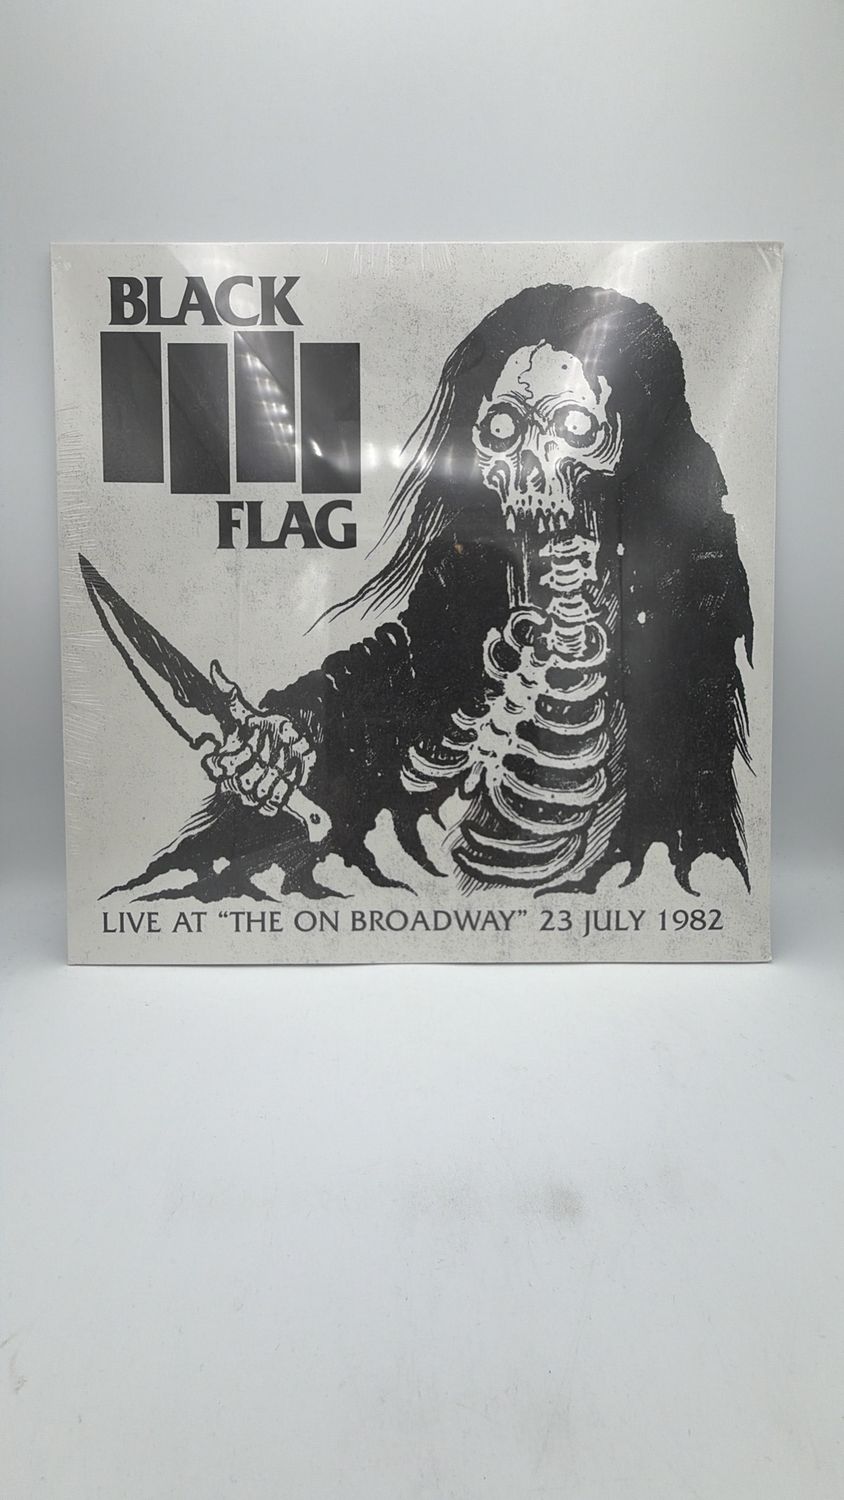 BLACK
FLAG
LIVE AT “THE ON BROADWAY” 23 JULY 1982